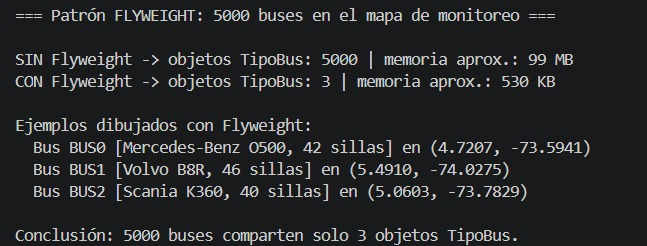 === Patrón FLYWEIGHT: 5000 buses en el mapa de monitoreo ===
SIN Flyweight -> objetos TipoBus: 5000 | memoria aprox.: 99 MB
CON Flyweight -> objetos TipoBus: 3 | memoria aprox.: 530 KB
Ejemplos dibujados con Flyweight:
Bus BUS0 [Mercedes-Benz O500, 42 sillas] en (4.7207, -73.5941)
Bus BUS1 [Volvo B8R, 46 sillas] en (5.4910, -74.0275)
Bus BUS2 [Scania K360, 40 sillas] en (5.0603, -73.7829)
Conclusión: 5000 buses comparten solo 3 objetos TipoBus.